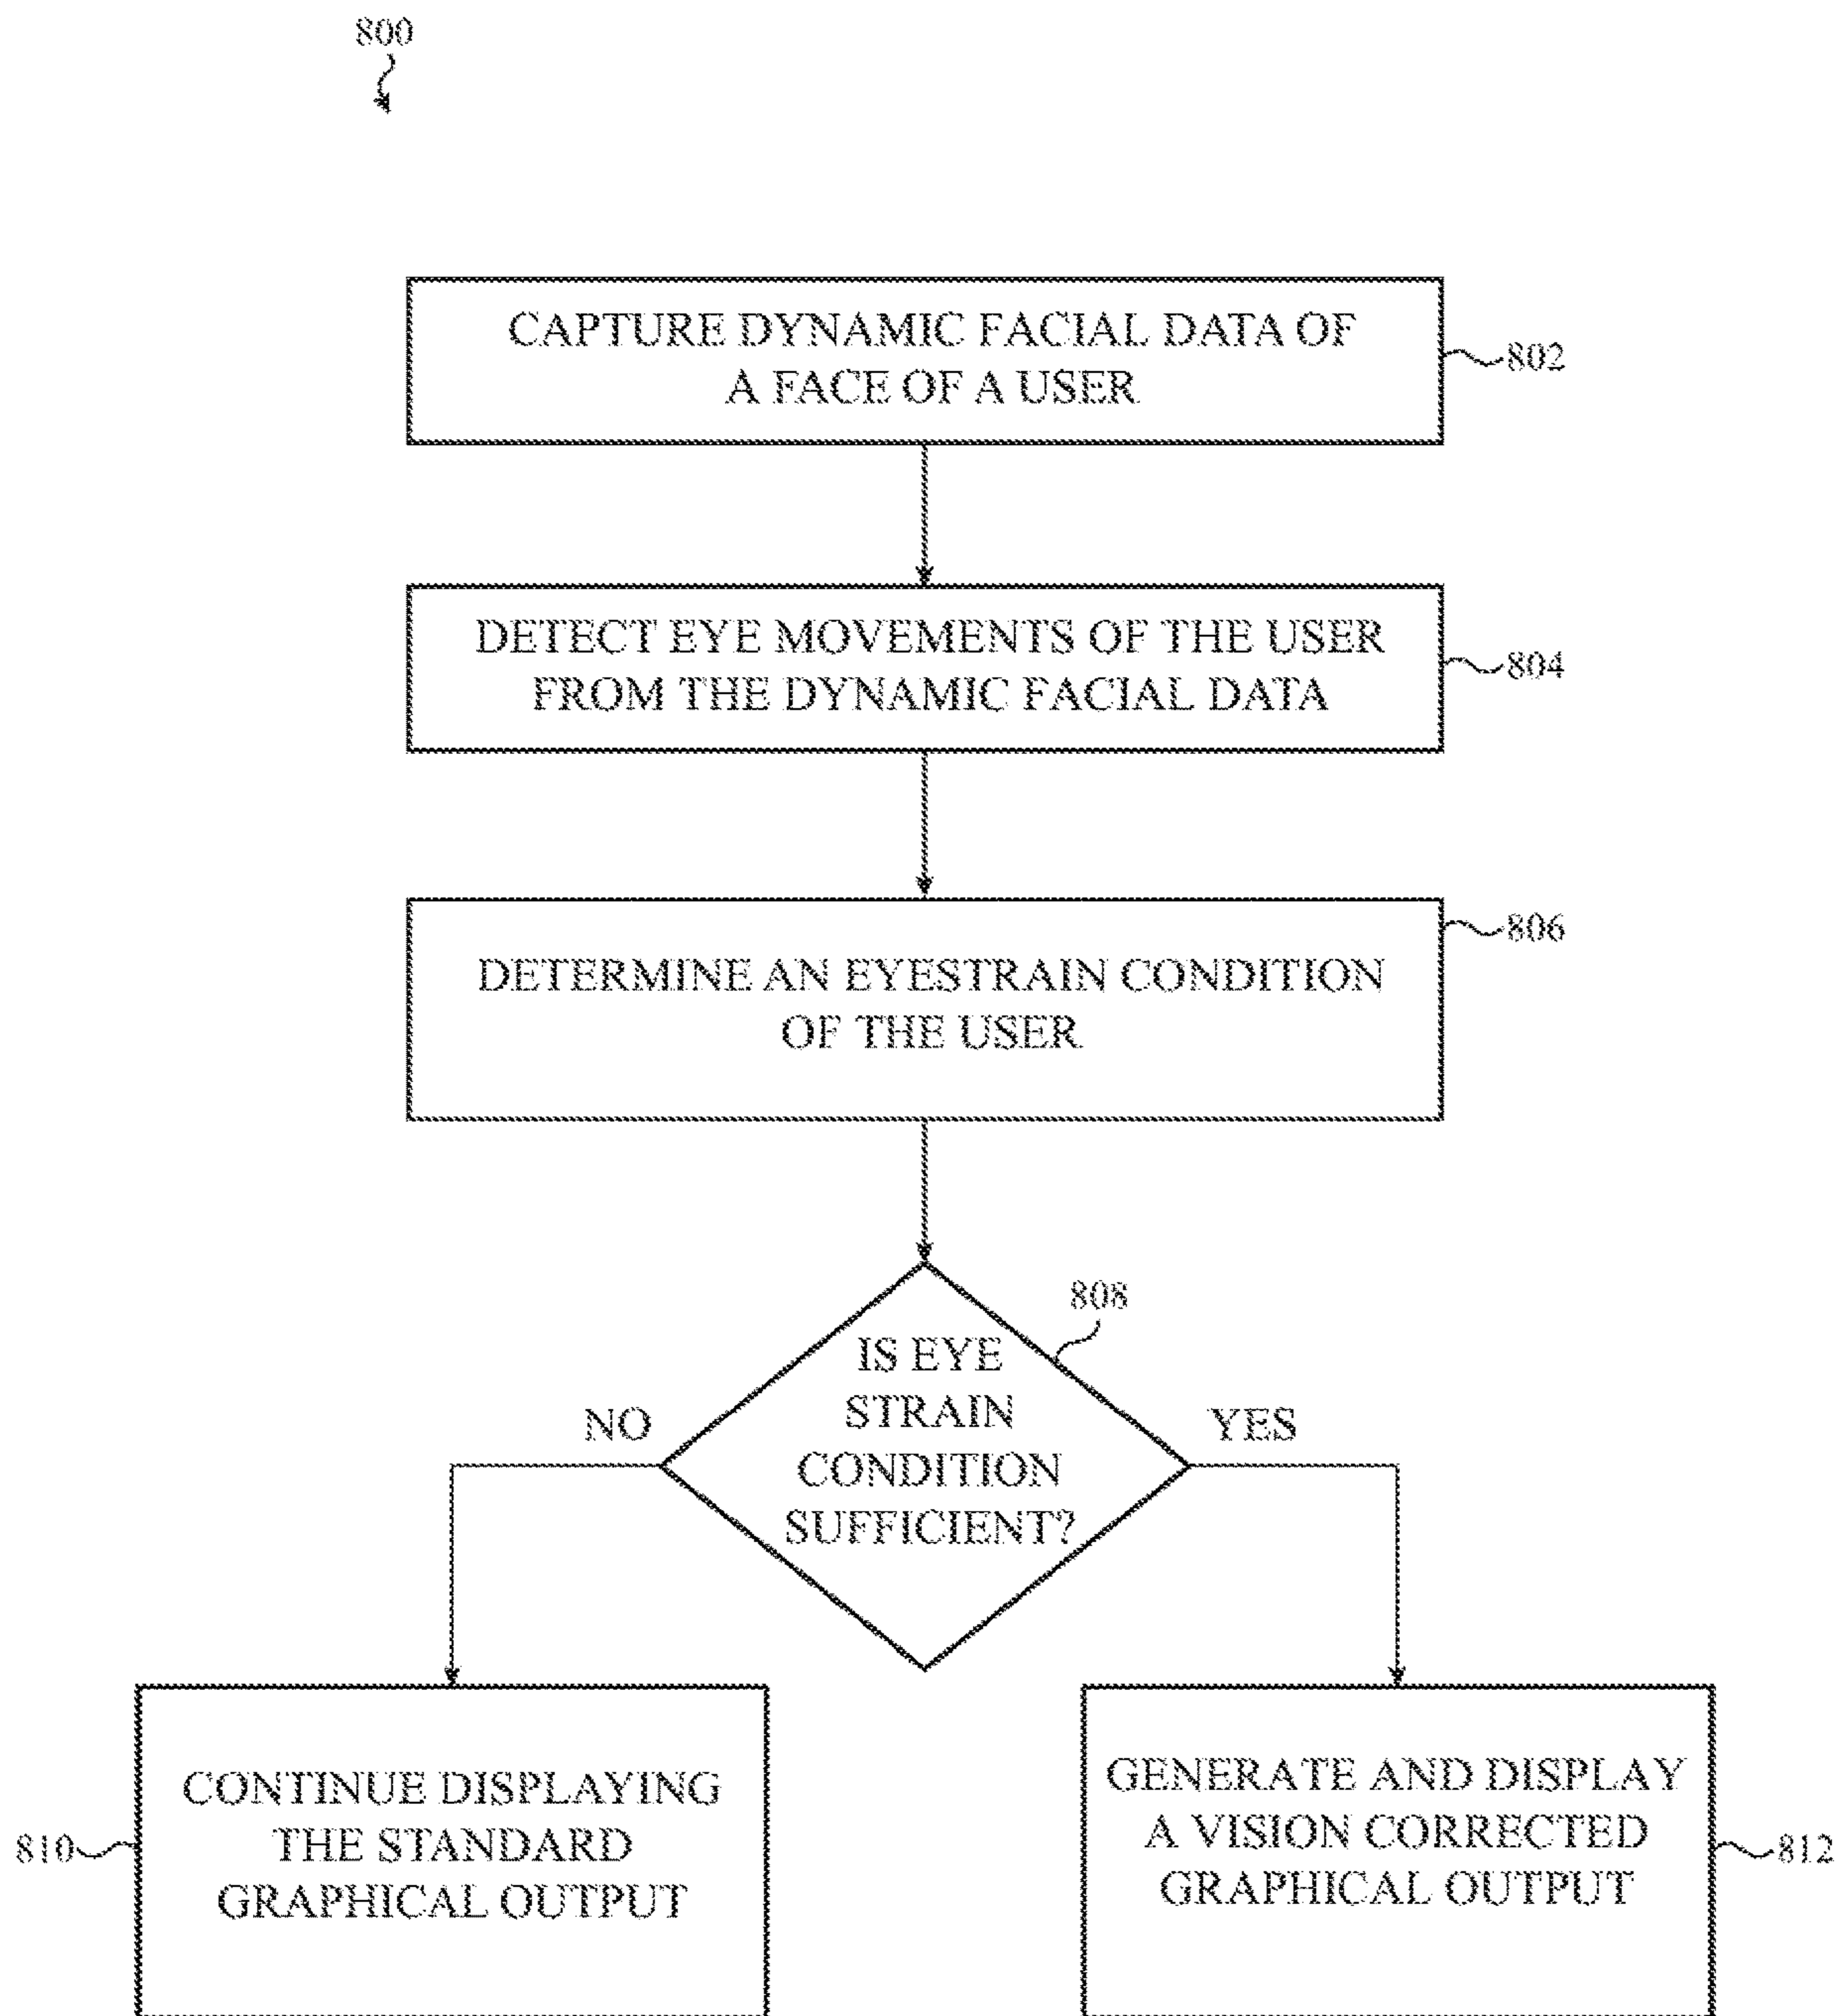 800
CAPTURE DYNAMIC FACIAL DATA OF
A FACE OF A USER
802
DETECT EYE MOVEMENTS OF THE USER
FROM THE DYNAMIC FACIAL DATA
804
DETERMINE AN EYESTRAIN CONDITION
OF THE USER
806
IS EYE
STRAIN
CONDITION
SUFFICIENT?
808
NO
YES
CONTINUE DISPLAYING
THE STANDARD
GRAPHICAL OUTPUT
810
GENERATE AND DISPLAY
A VISION CORRECTED
GRAPHICAL OUTPUT
812